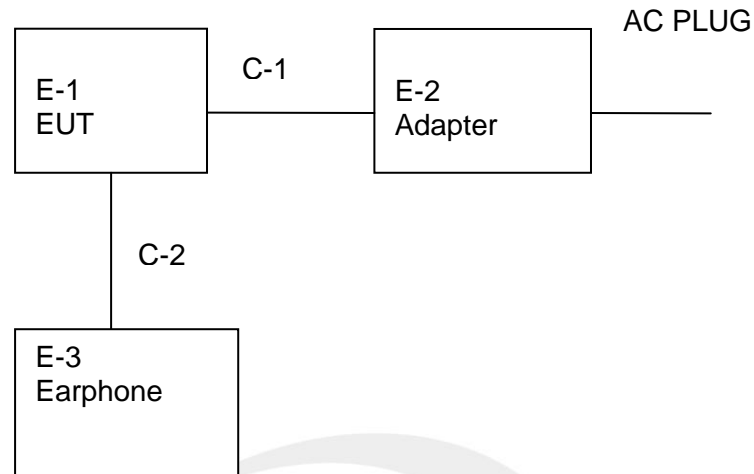 AC PLUG
C-1
E-1
EUT
E-2
Adapter
C-2
E-3
Earphone